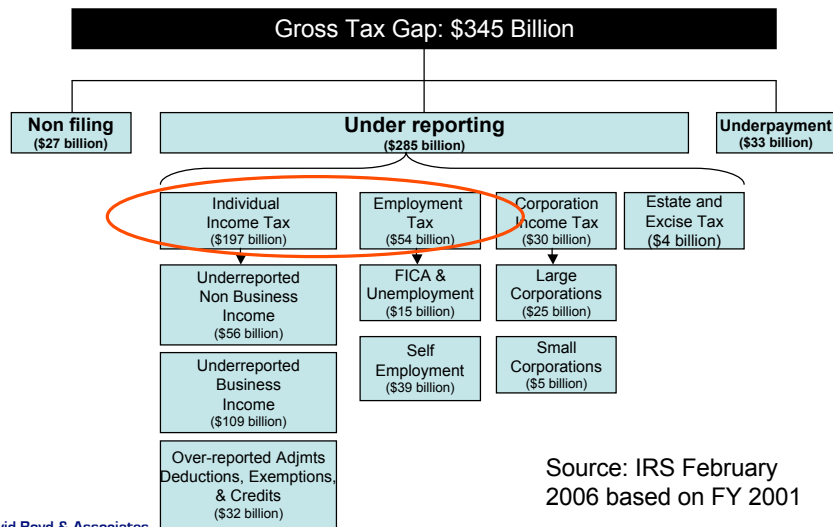 Gross Tax Gap: $345 Billion
Non filing
($27 billion)
Under reporting
($285 billion)
Underpayment
($33 billion)
Individual
Income Tax
($197 billion)
Employment
Tax
($54 billion)
Corporation
Income Tax
($30 billion)
Estate and
Excise Tax
($4 billion)
Underreported
Non Business
Income
($56 billion)
FICA &
Unemployment
($15 billion)
Large
Corporations
($25 billion)
Underreported
Business
Income
($109 billion)
Self
Employment
($39 billion)
Small
Corporations
($5 billion)
Over-reported Adjmts
Deductions, Exemptions,
& Credits
($32 billion)
Source: IRS February
2006 based on FY 2001
& Associates